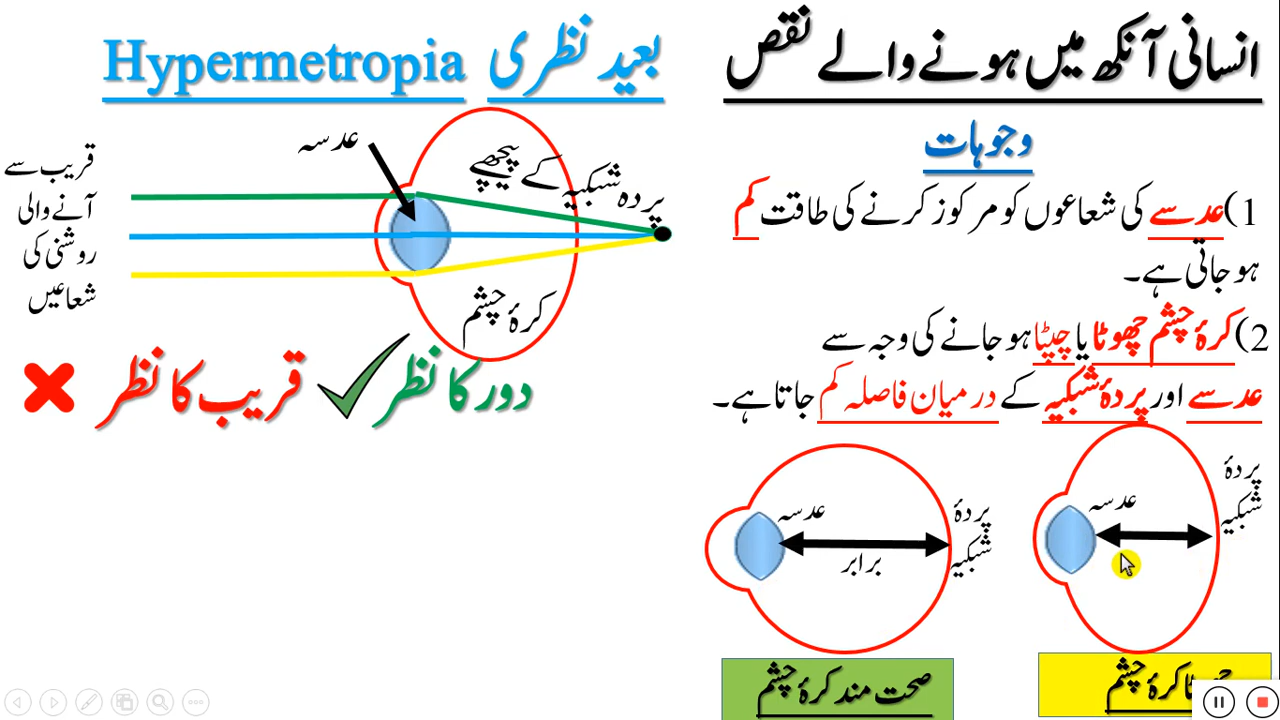 انسانی آنکھ میں ہونے والے نقص
وجوہات
1)عدسے کی شعاعوں کو مرکوز کرنے کی طاقت کم
ہو جاتی ہے۔
2)کرۂ چشم چھوٹا یا چپٹا ہو جانے کی وجہ سے
عدسے اور پردۂ شبکیہ کے درمیان فاصلہ کم جاتا ہے۔
پردۂ
شبکیہ
عدسہ
پردۂ
شبکیہ
عدسہ
برابر
کرۂ چشم
صحت مند کرۂ چشم
بعید نظری Hypermetropia
عدسہ
پردہ شبکیہ کے پیچھے
قریب سے
آنے والی
روشنی کی
شعاعیں
کرۂ چشم
دور کا نظر
قریب کا نظر